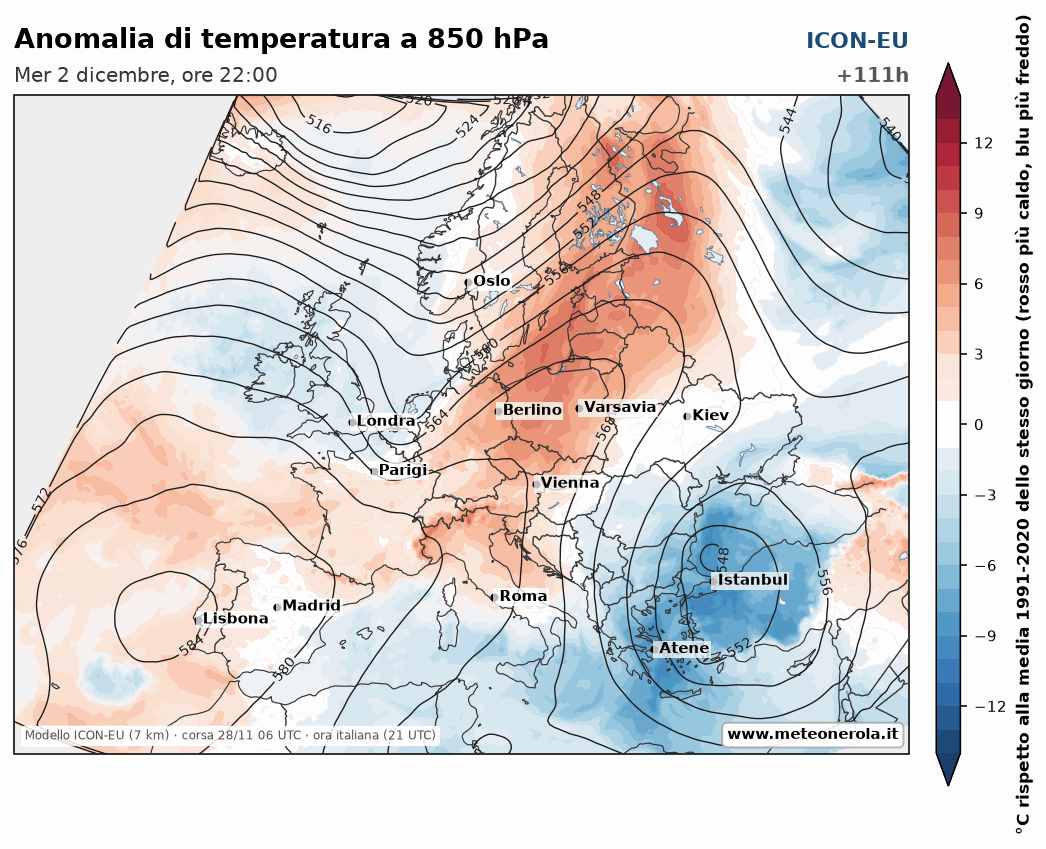 Anomalia di temperatura a 850 hPa
ICON-EU
Mer 2 dicembre, ore 22:00
+111h
516
520
524
544
540
548
552
556
Oslo
560
564
568
Londra
Berlino
Varsavia
Kiev
Parigi
Vienna
572
576
548
Istanbul
556
Roma
Madrid
Lisbona
584
580
Atene
552
Modello ICON-EU (7 km) · corsa 28/11 06 UTC · ora italiana (21 UTC)
www.meteonerola.it
12
9
6
3
0
−3
−6
−9
−12
°C rispetto alla media 1991-2020 dello stesso giorno (rosso più caldo, blu più freddo)